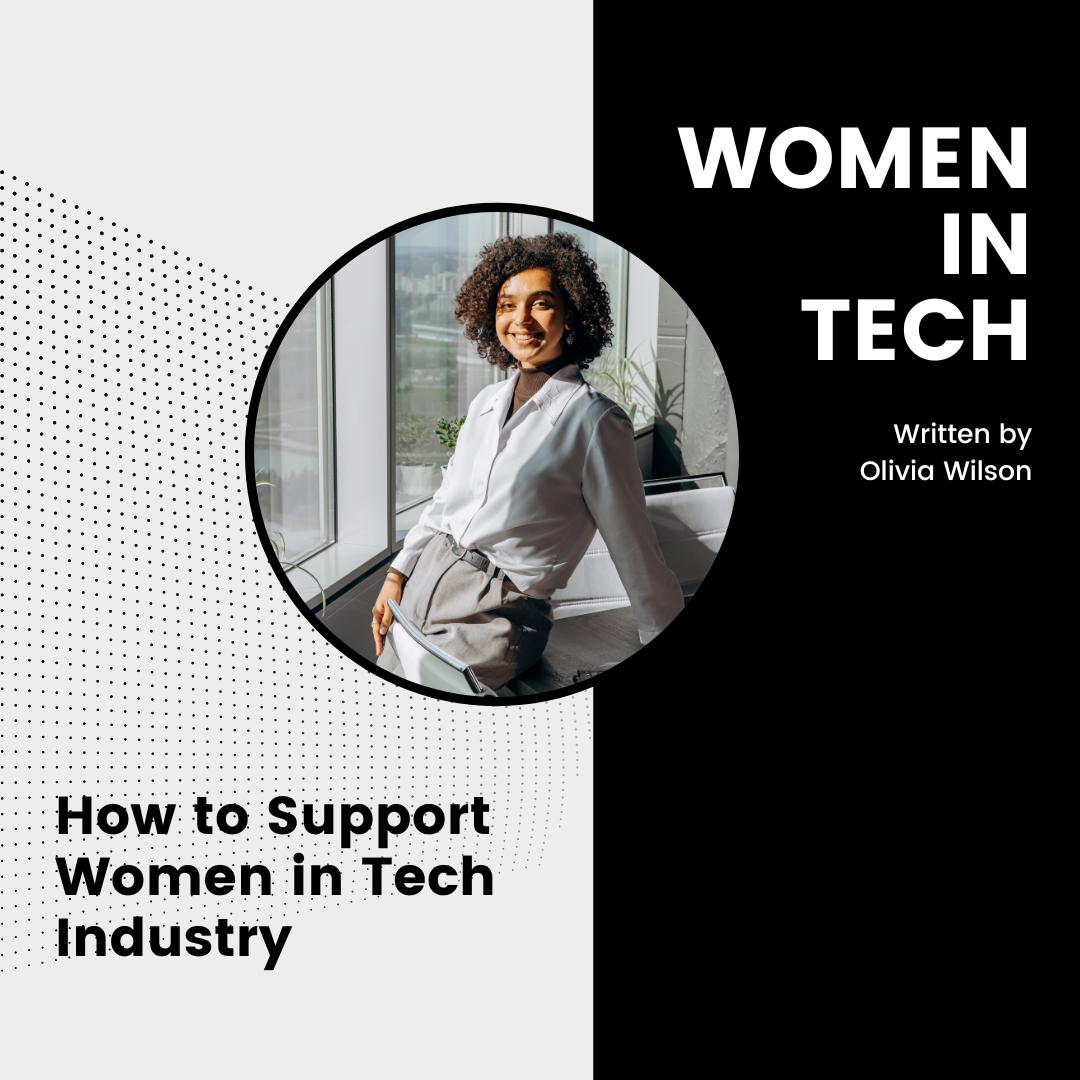 WOMEN
IN
TECH
Written by
Olivia Wilson
How to Support
Women in Tech
Industry